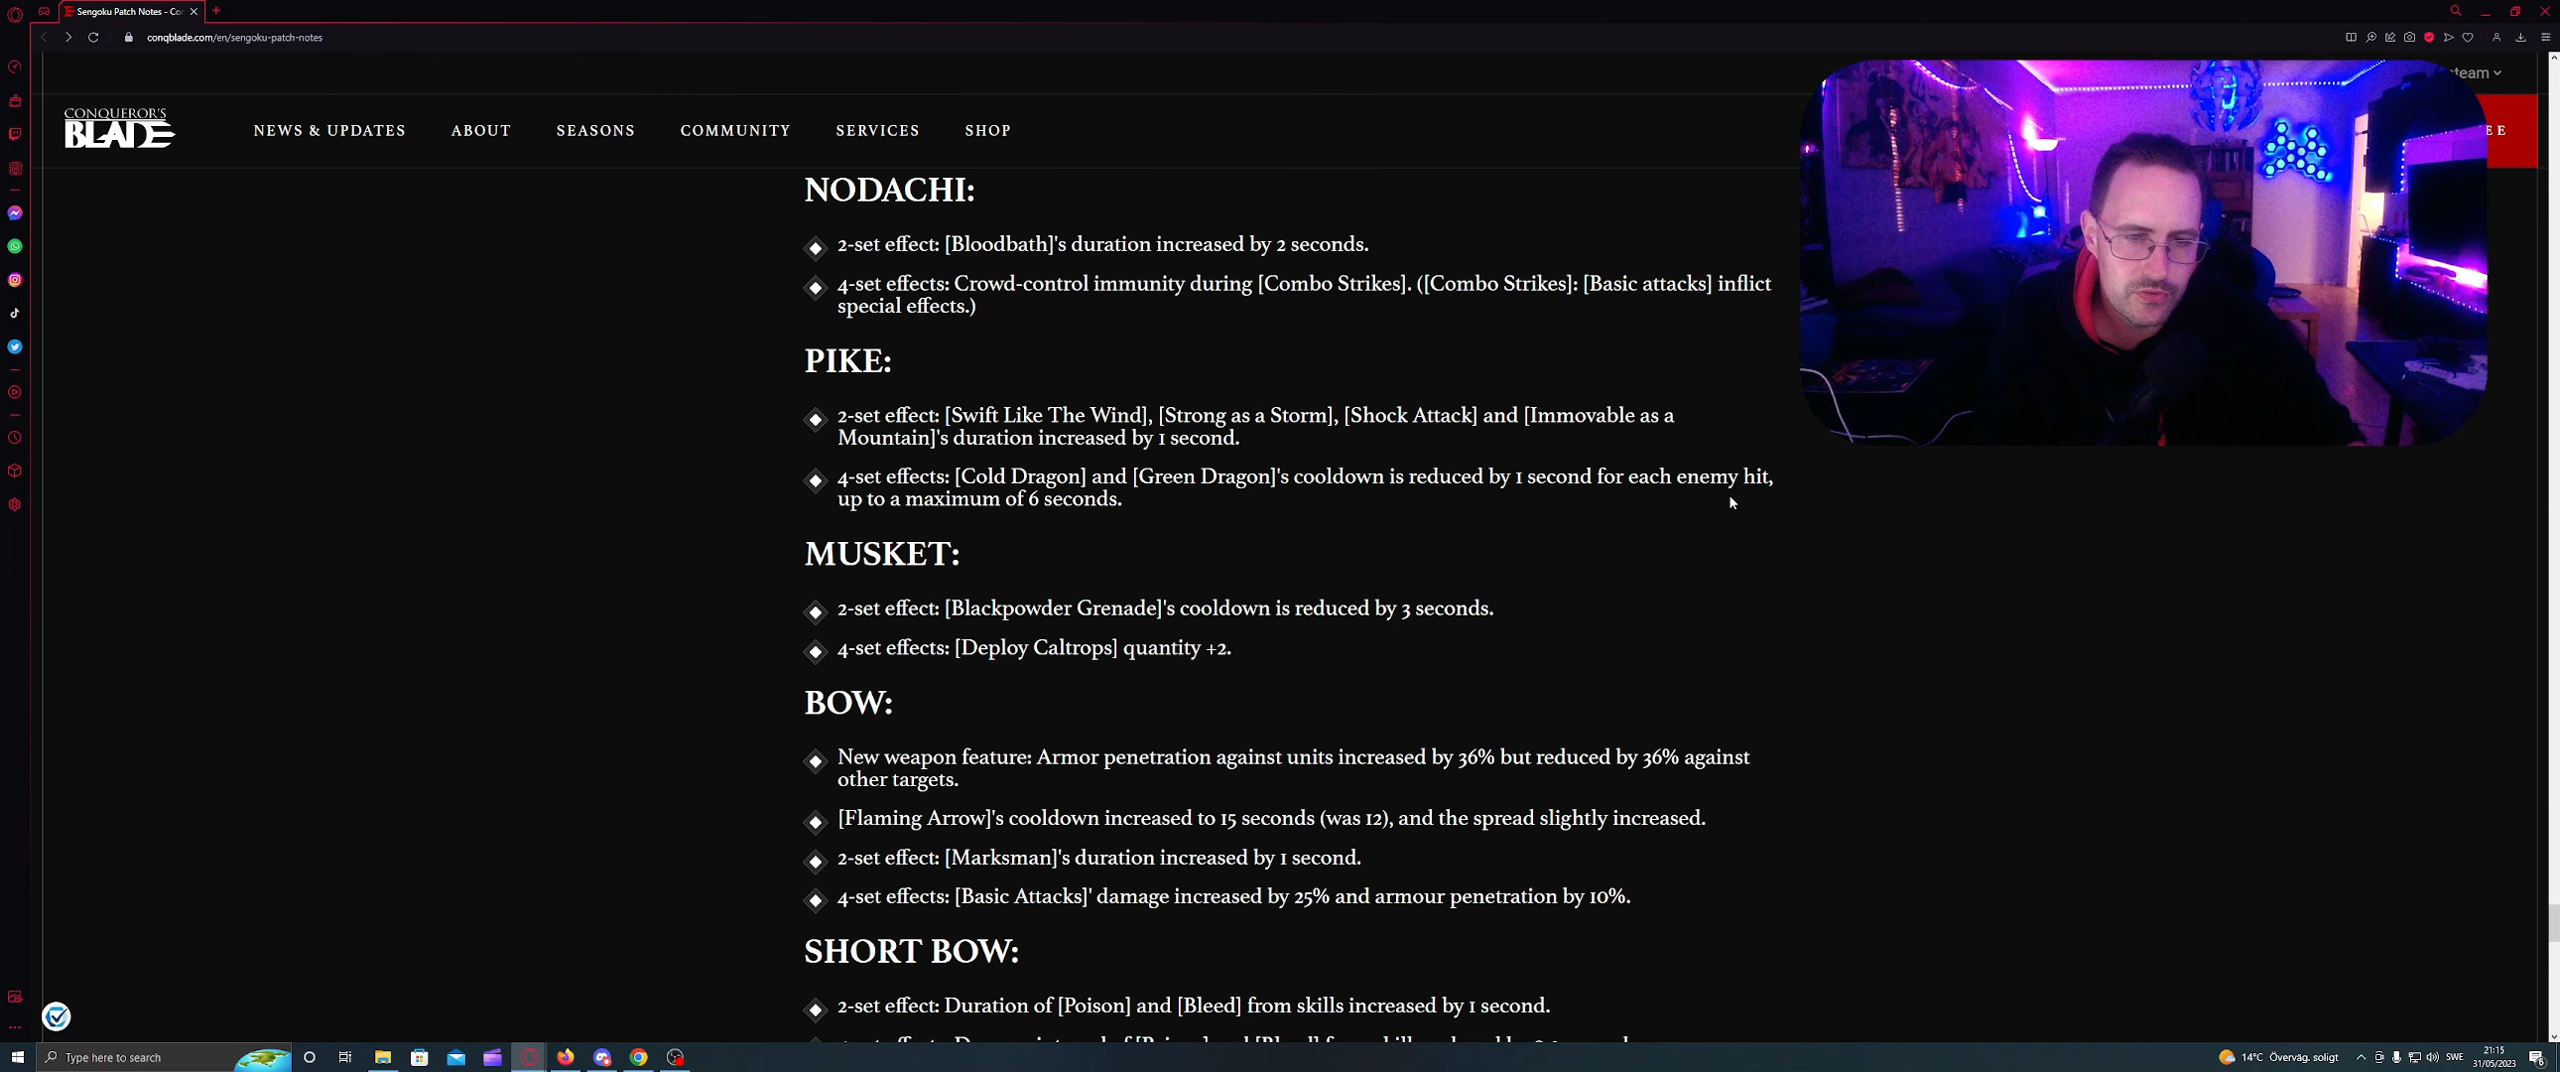 Sengoku Patch Notes - Co
conqblade.com/en/sengoku-patch-notes
team
CONQUEROR'S
BLADE
NEWS & UPDATES
ABOUT
SEASONS
COMMUNITY
SERVICES
SHOP
EE
NODACHI:
2-set effect: [Bloodbath]'s duration increased by 2 seconds.
4-set effects: Crowd-control immunity during [Combo Strikes]. ([Combo Strikes]: [Basic attacks] inflict
special effects.)
PIKE:
2-set effect: [Swift Like The Wind], [Strong as a Storm], [Shock Attack] and [Immovable as a
Mountain]'s duration increased by 1 second.
4-set effects: [Cold Dragon] and [Green Dragon]'s cooldown is reduced by 1 second for each enemy hit,
up to a maximum of 6 seconds.
MUSKET:
2-set effect: [Blackpowder Grenade]'s cooldown is reduced by 3 seconds.
4-set effects: [Deploy Caltrops] quantity +2.
BOW:
New weapon feature: Armor penetration against units increased by 36% but reduced by 36% against
other targets.
[Flaming Arrow]'s cooldown increased to 15 seconds (was 12), and the spread slightly increased.
2-set effect: [Marksman]'s duration increased by 1 second.
4-set effects: [Basic Attacks]' damage increased by 25% and armour penetration by 10%.
SHORT BOW:
2-set effect: Duration of [Poison] and [Bleed] from skills increased by 1 second.
Type here to search
14°C Överväg. soligt
SWE
21:15
31/05/2023
6